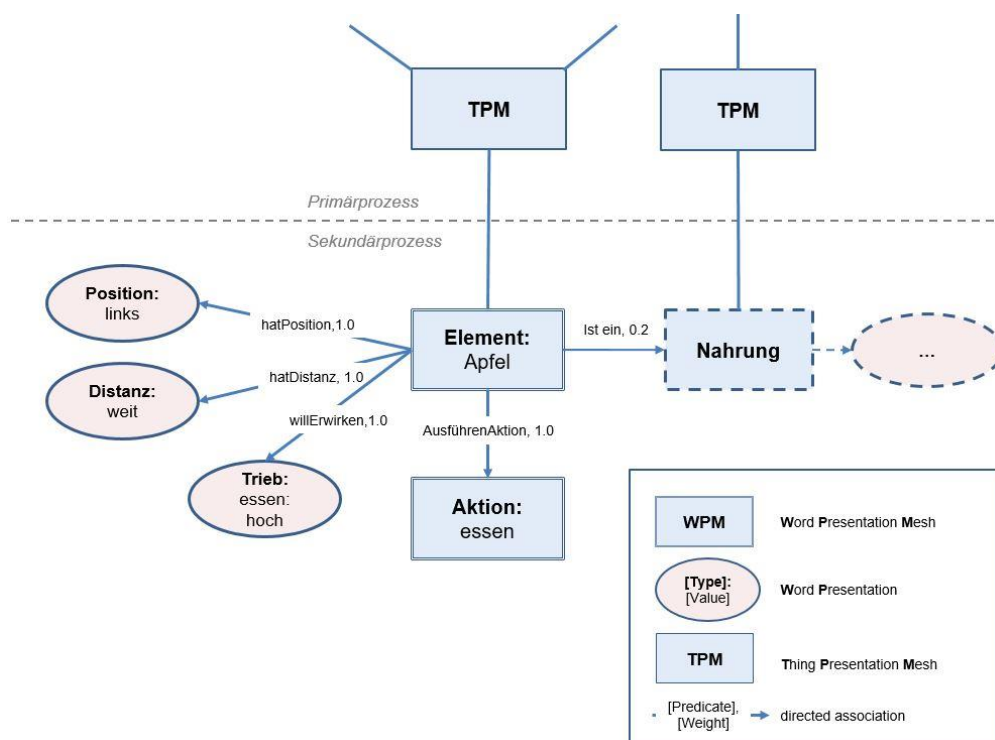 TPM
TPM
Primärprozess
Sekundärprozess
Position:
links
hatPosition,1.0
Element:
Apfel
Ist ein, 0.2
Nahrung
...
Distanz:
weit
hatDistanz, 1.0
willErwirken,1.0
AusführenAktion, 1.0
Trieb:
essen:
hoch
Aktion:
essen
WPM
Word Presentation Mesh
[Type]:
[Value]
Word Presentation
TPM
Thing Presentation Mesh
[Predicate],
[Weight]
directed association